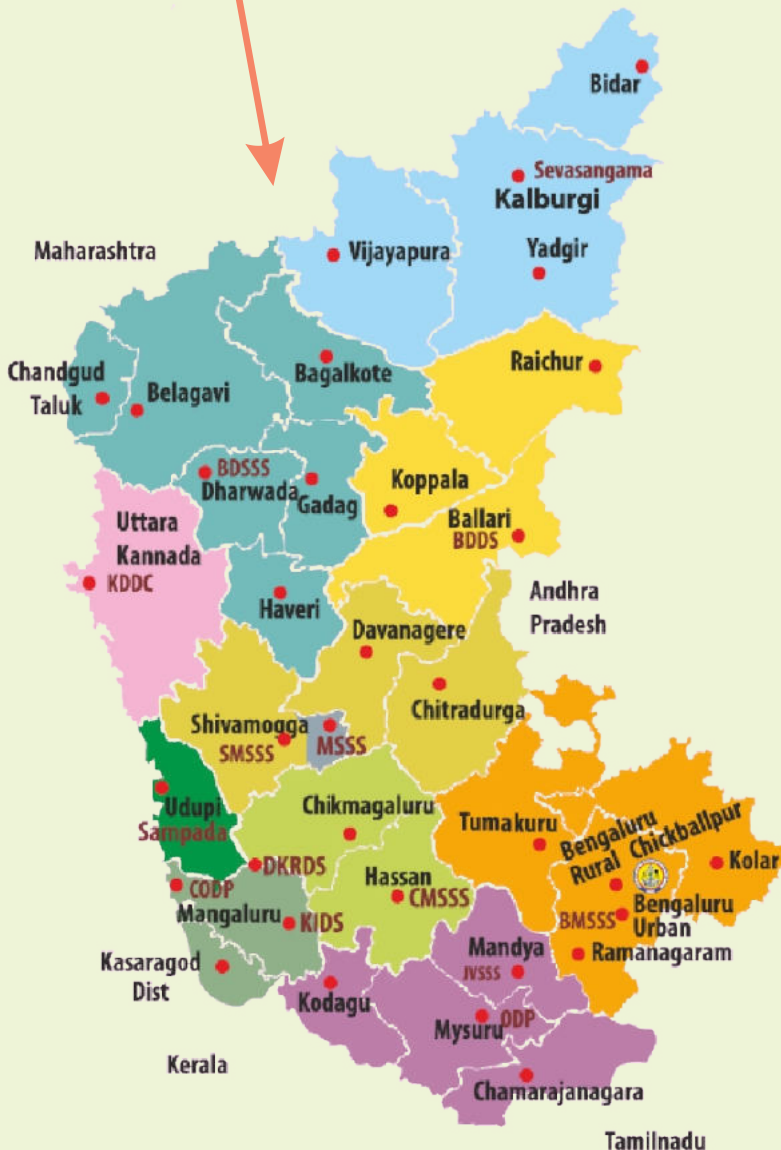 Bidar
Sevasangama
Kalburgi
Maharashtra
Vijayapura
Yadgir
Chandgud
Taluk
Belagavi
Bagalkote
Raichur
BDSSS
Dharwada
Gadag
Koppala
Ballari
BDDS
Uttara
Kannada
KDDC
Haveri
Andhra
Pradesh
Davanagere
Chitradurga
Shivamogga
SMSSS
MSSS
Udupi
Sampada
Chikmagaluru
Tumakuru
Bengaluru
Rural
Chickballpur
Kolar
DKRDS
Hassan
CMSSS
CODP
Mangaluru
KIDS
BMSSS
Bengaluru
Urban
Ramanagaram
Mandya
JVSSS
Kasaragod
Dist
Kodagu
Mysuru
ODP
Kerala
Chamarajanagara
Tamilnadu